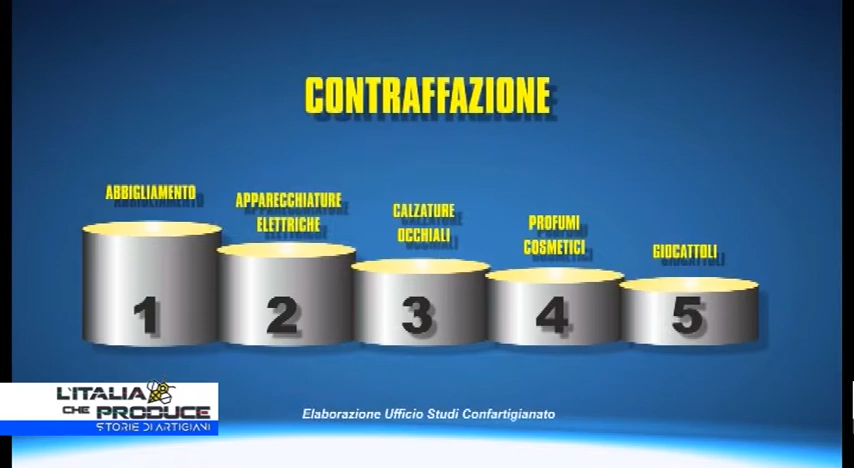 CONTRAFFAZIONE
ABBIGLIAMENTO
APPARECCHIATURE
ELETTRICHE
CALZATURE
OCCHIALI
PROFUMI
COSMETICI
GIOCATTOLI
1
2
3
4
5
L'ITALIA
CHE PRODUCE
STORIE DI ARTIGIANI
Elaborazione Ufficio Studi Confartigianato